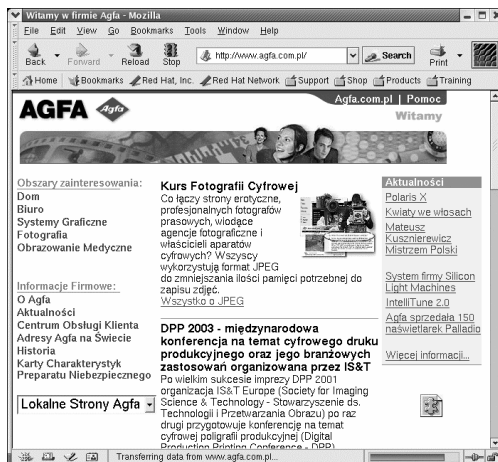 Witamy w firmie Agfa - Mozilla
File Edit View Go Bookmarks Tools Window Help
Back Forward Reload Stop http://www.agfa.com.pl/ Search Print
Home Bookmarks Red Hat, Inc. Red Hat Network Support Shop Products Training
AGFA Agfa
Agfa.com.pl | Pomoc
Witamy
Obszary zainteresowania:
Dom
Biuro
Systemy Graficzne
Fotografia
Obrazowanie Medyczne
Informacje Firmowe:
O Agfa
Aktualności
Centrum Obsługi Klienta
Adresy Agfa na Świecie
Historia
Karty Charakterystyk
Preparatu Niebezpiecznego
Lokalne Strony Agfa
Kurs Fotografii Cyfrowej
Co łączy strony erotyczne,
profesjonalnych fotografów
prasowych, wiodące
agencje fotograficzne i
właścicieli aparatów
cyfrowych? Wszyscy
wykorzystują format JPEG
do zmniejszania ilości pamięci potrzebnej do
zapisu zdjęć.
Wszystko o JPEG
DPP 2003 - międzynarodowa
konferencja na temat cyfrowego druku
produkcyjnego oraz jego branżowych
zastosowań organizowana przez IS&T
Po wielkim sukcesie imprezy DPP 2001
organizacja IS&T Europe (Society for Imaging
Science & Technology - Stowarzyszenie ds.
Technologii i Przetwarzania Obrazu) po raz
drugi przygotowuje konferencję na temat
cyfrowej poligrafii produkcyjnej (Digital
Production Printing Conference - DPP)
Aktualności
Polaris X
Kwiaty we włosach
Mateusz
Kusznierewicz
Mistrzem Polski
System firmy Silicon
Light Machines
IntelliTune 2.0
Agfa sprzedała 150
naświetlarek Palladio
Więcej informacji...
Transferring data from www.agfa.com.pl...